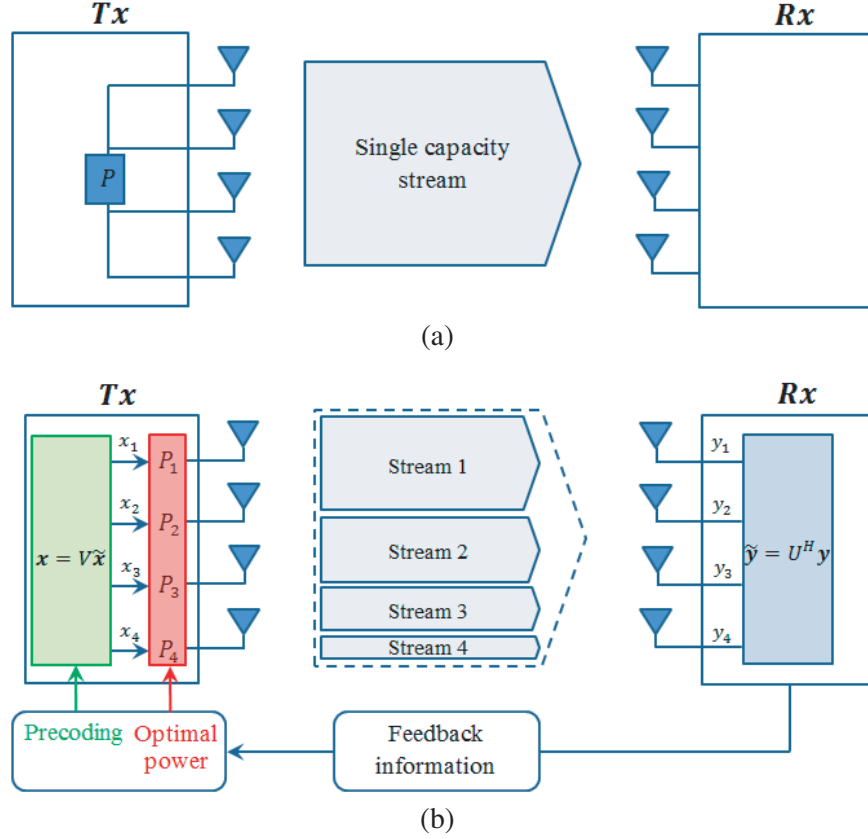 Tx
Rx
P
Single capacity
stream
(a)
Tx
Rx
x = Vx̃
x₁
x₂
x₃
x₄
P₁
P₂
P₃
P₄
Stream 1
Stream 2
Stream 3
Stream 4
y₁
y₂
y₃
y₄
ỹ = Uᴴy
Precoding
Optimal
power
Feedback
information
(b)